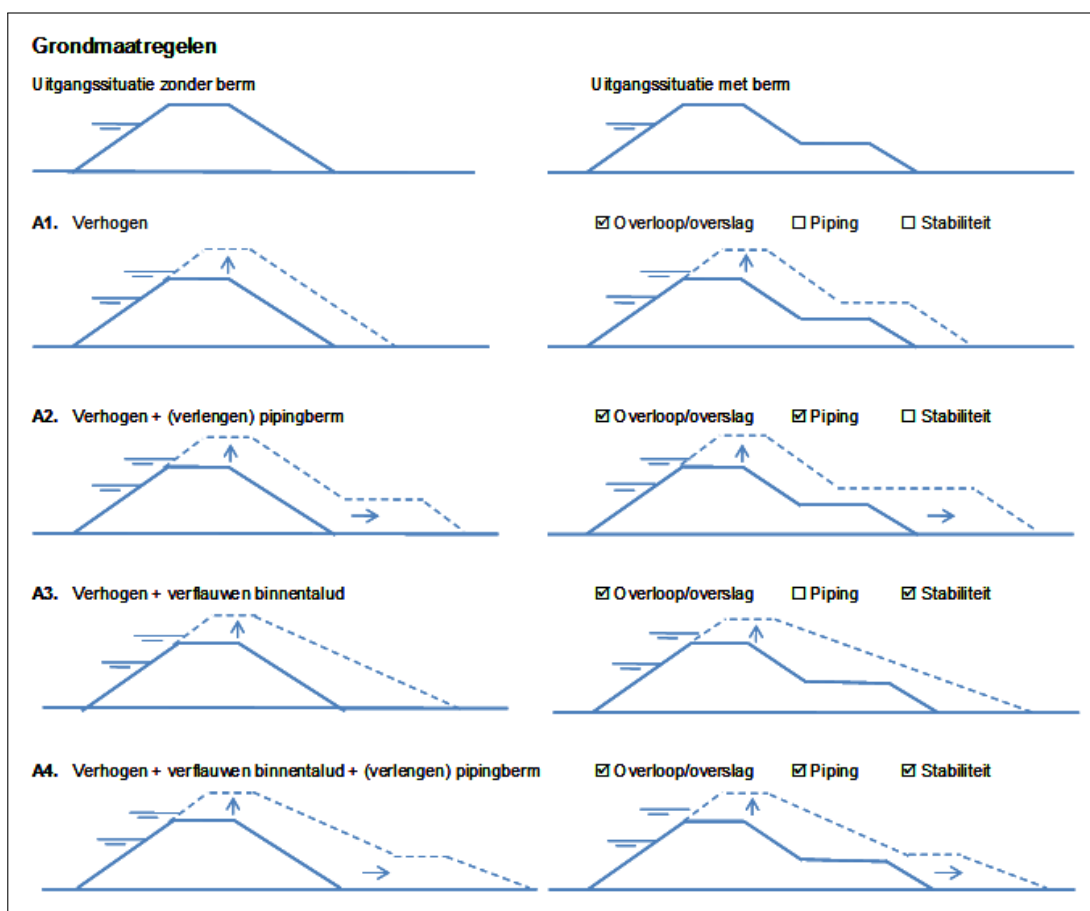 Grondmaatregelen
Uitgangssituatie zonder berm
Uitgangssituatie met berm
A1. Verhogen
☑ Overloop/overslag ☐ Piping ☐ Stabiliteit
A2. Verhogen + (verlengen) pipingberm
☑ Overloop/overslag ☑ Piping ☐ Stabiliteit
A3. Verhogen + verflauwen binnentalud
☑ Overloop/overslag ☐ Piping ☑ Stabiliteit
A4. Verhogen + verflauwen binnentalud + (verlengen) pipingberm
☑ Overloop/overslag ☑ Piping ☑ Stabiliteit